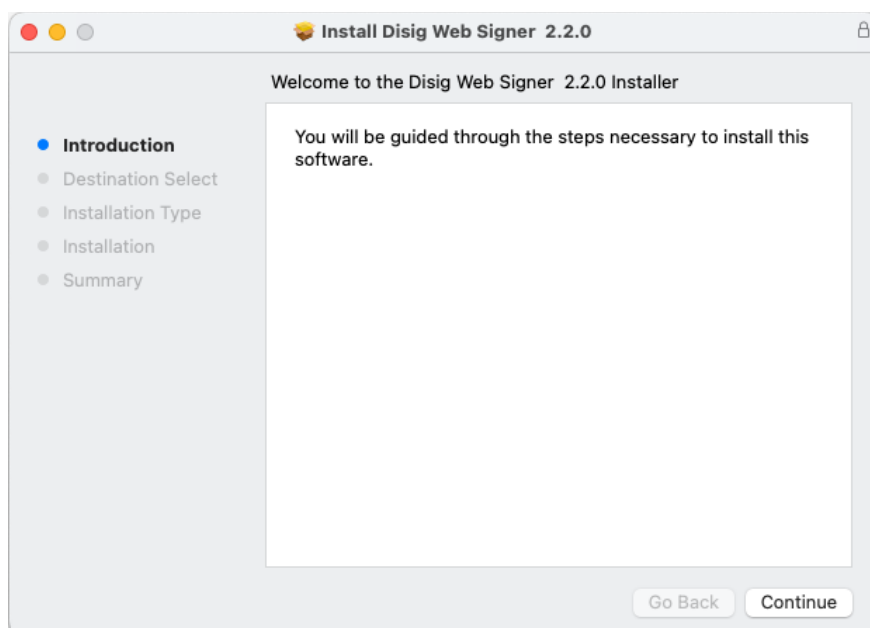 Install Disig Web Signer 2.2.0
Welcome to the Disig Web Signer 2.2.0 Installer
Introduction
Destination Select
Installation Type
Installation
Summary
You will be guided through the steps necessary to install this
software.
Go Back
Continue